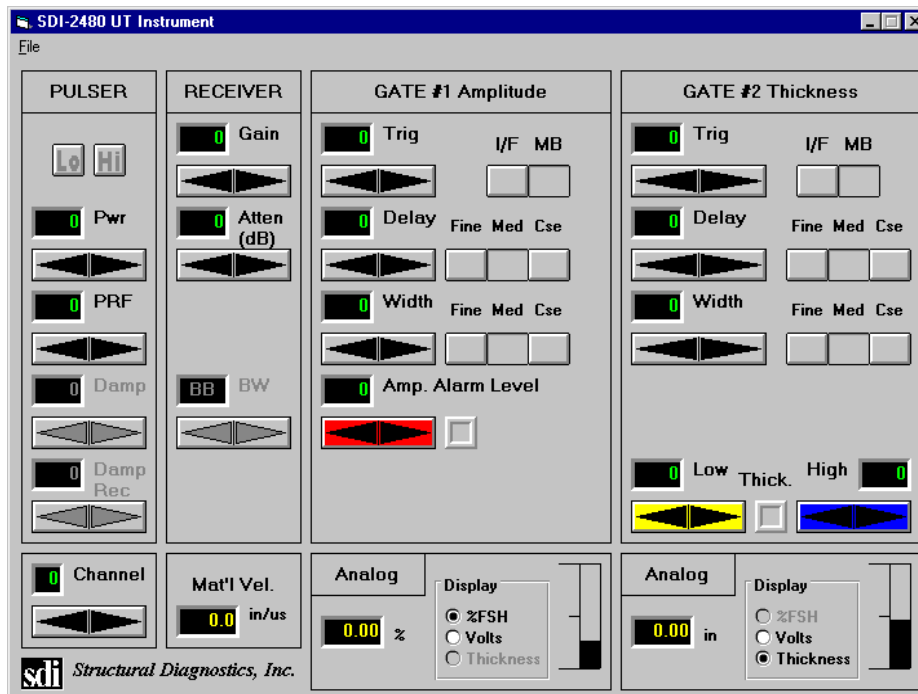 SDI-2480 UT Instrument
File
PULSER
Lo Hi
0 Pwr
0 PRF
0 Damp
0 Damp
Rec
RECEIVER
0 Gain
0 Atten
(dB)
BB BW
GATE #1 Amplitude
0 Trig I/F MB
0 Delay Fine Med Cse
0 Width Fine Med Cse
0 Amp. Alarm Level
GATE #2 Thickness
0 Trig I/F MB
0 Delay Fine Med Cse
0 Width Fine Med Cse
0 Low Thick. High 0
0 Channel
Mat'l Vel.
0.0 in/us
Analog
0.00 %
Display
%FSH
Volts
Thickness
Analog
0.00 in
Display
%FSH
Volts
Thickness
sdi Structural Diagnostics, Inc.